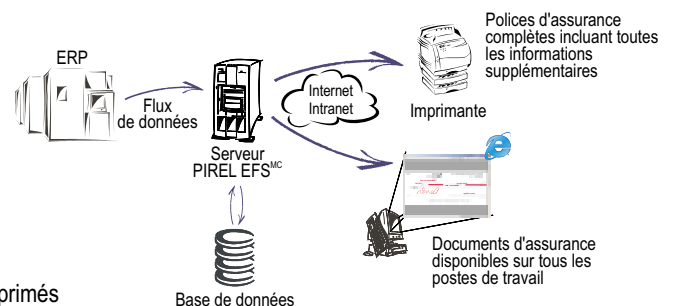 Polices d'assurance
complètes incluant toutes
les informations
supplémentaires
ERP
Internet
Intranet
Imprimante
Flux
de données
Serveur
PIREL EFSMC
Documents d'assurance
disponibles sur tous les
postes de travail
Base de données